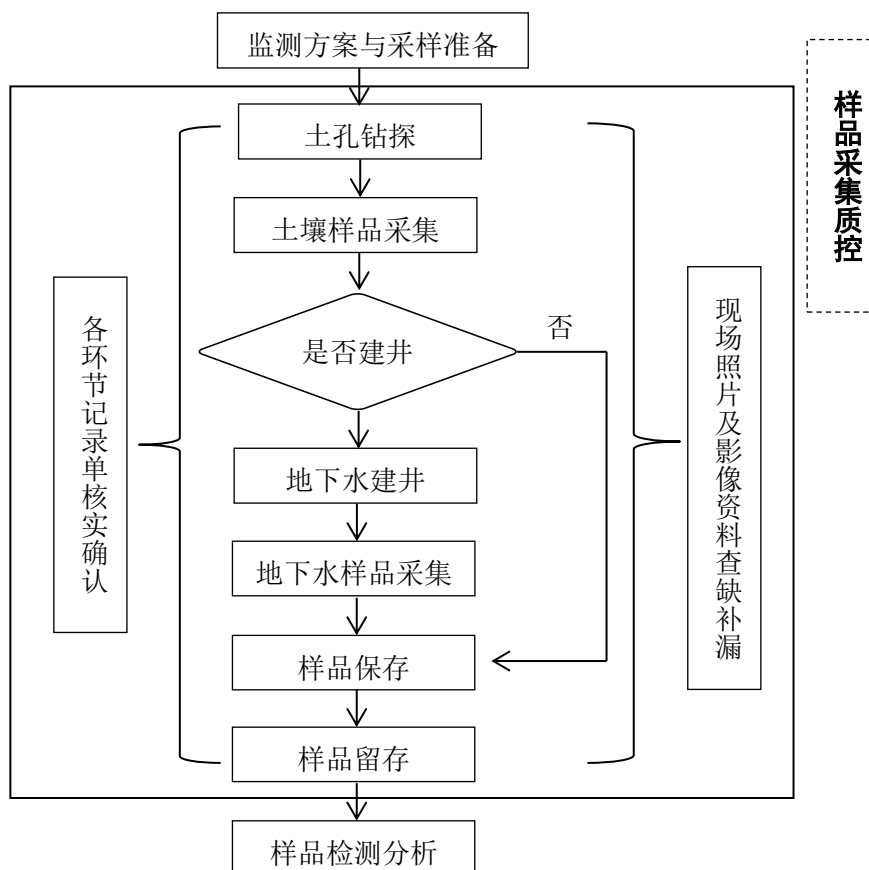 监测方案与采样准备
样品采集质控
土孔钻探
土壤样品采集
是否建井
否
各环节记录单核实确认
现场照片及影像资料查缺补漏
地下水建井
地下水样品采集
样品保存
样品留存
样品检测分析